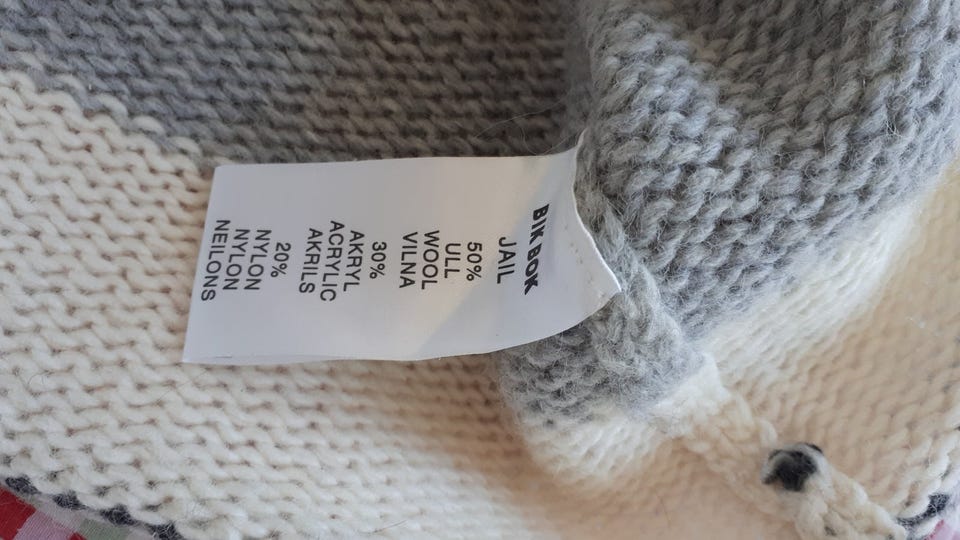 BIK BOK
JAIL
50%
ULL
WOOL
VILNA
30%
AKRYL
ACRYLIC
AKRILS
20%
NYLON
NYLON
NEILONS